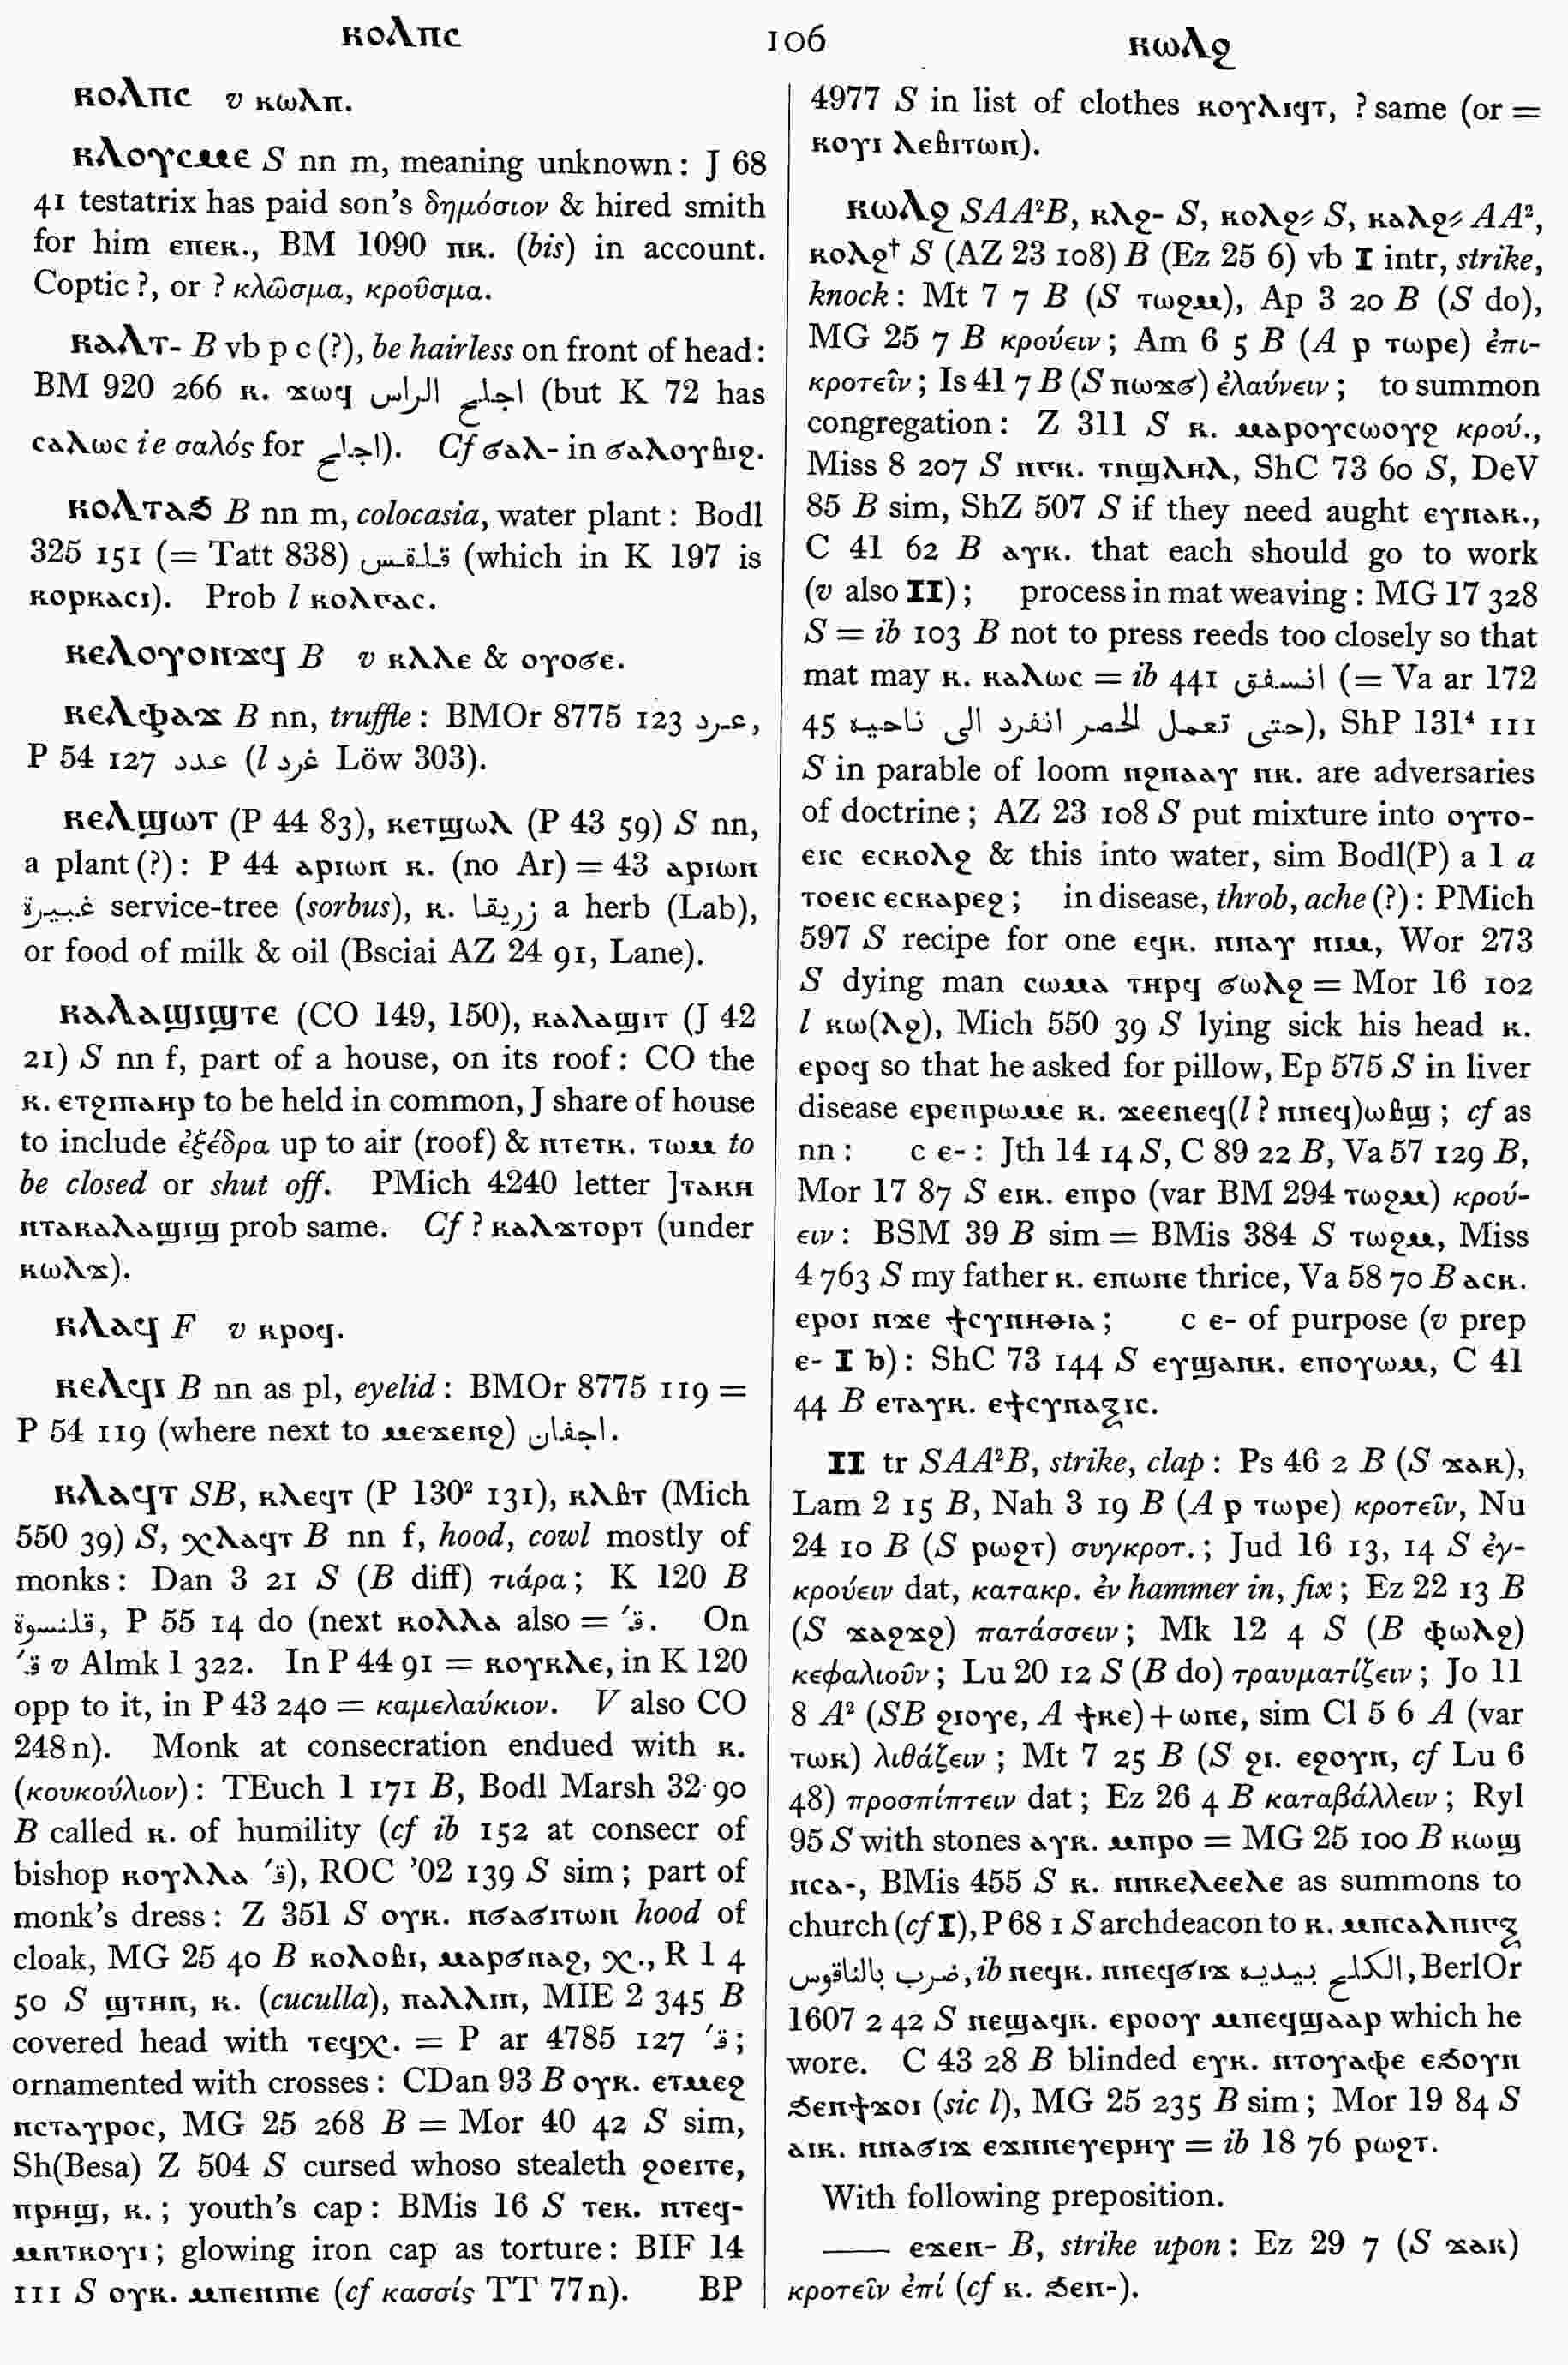 ⲕⲟⲗⲡⲥ 106 ⲕⲱⲗϩ
ⲕⲟⲗⲡⲥ v ⲕⲱⲗⲡ.
ⲕⲗⲟⲩⲥⲙⲉ S nn m, meaning unknown: J 68
41 testatrix has paid son's δημόσιον & hired smith
for him ⲉⲡⲉⲕ., BM 1090 ⲡⲕ. (bis) in account.
Coptic ?, or ? κλῶσμα, κροῦσμα.
ⲕⲁⲗⲧ- B vb p c (?), be hairless on front of head:
BM 920 266 ⲕ. ϫⲱϥ اجلح الراس (but K 72 has
ⲥⲁⲗⲱⲥ ie σαλός for اجلح). Cf ϭⲁⲗ- in ϭⲁⲗⲟⲩⲃⲓϩ.
ⲕⲟⲗⲧⲁϧ B nn m, colocasia, water plant: Bodl
325 151 (= Tatt 838) قلقس (which in K 197 is
ⲕⲟⲣⲕⲁⲥⲓ). Prob l ⲕⲟⲗⲅⲁⲥ.
ⲕⲉⲗⲟⲩⲟⲛϫϥ B v ⲕⲗⲗⲉ & ⲟⲩⲟϭⲉ.
ⲕⲉⲗⲫⲁϫ B nn, truffle: BMOr 8775 123 عرد,
P 54 127 عدد (l غرد Löw 303).
ⲕⲉⲗϣⲱⲧ (P 44 83), ⲕⲉⲧϣⲱⲗ (P 43 59) S nn,
a plant (?): P 44 ⲁⲣⲓⲱⲛ ⲕ. (no Ar) = 43 ⲁⲣⲓⲱⲛ
غبيرة service-tree (sorbus), ⲕ. زريقا a herb (Lab),
or food of milk & oil (Bsciai AZ 24 91, Lane).
ⲕⲁⲗⲁϣⲓϣⲧⲉ (CO 149, 150), ⲕⲁⲗⲁϣⲓⲧ (J 42
21) S nn f, part of a house, on its roof: CO the
ⲕ. ⲉⲧϩⲓⲡⲁⲏⲣ to be held in common, J share of house
to include ἐξέδρα up to air (roof) & ⲛⲧⲉⲧⲕ. ⲧⲱⲙ to
be closed or shut off. PMich 4240 letter ]ⲧⲁⲕⲏ
ⲛⲧⲁⲕⲁⲗⲁϣⲓϣ prob same. Cf ? ⲕⲁⲗϫⲧⲟⲣⲧ (under
ⲕⲱⲗϫ).
ⲕⲗⲁϥ F v ⲕⲣⲟϥ.
ⲕⲉⲗϥⲓ B nn as pl, eyelid: BMOr 8775 119 =
P 54 119 (where next to ⲙⲉϫⲉⲛϩ) اجفان.
ⲕⲗⲁϥⲧ SB, ⲕⲗⲉϥⲧ (P 130² 131), ⲕⲗⲃⲧ (Mich
550 39) S, ⲭⲗⲁϥⲧ B nn f, hood, cowl mostly of
monks: Dan 3 21 S (B diff) τιάρα; K 120 B
قلنسوة, P 55 14 do (next ⲕⲟⲗⲗⲁ also = ′ق. On
′ق v Almk 1 322. In P 44 91 = ⲕⲟⲩⲕⲗⲉ, in K 120
opp to it, in P 43 240 = καμελαύκιον. V also CO
248 n). Monk at consecration endued with ⲕ.
(κουκούλιον): TEuch 1 171 B, Bodl Marsh 32 90
B called ⲕ. of humility (cf ib 152 at consecr of
bishop ⲕⲟⲩⲗⲗⲁ ′ق), ROC '02 139 S sim; part of
monk's dress: Z 351 S ⲟⲩⲕ. ⲛϭⲁϭⲓⲧⲱⲛ hood of
cloak, MG 25 40 B ⲕⲟⲗⲟⲃⲓ, ⲙⲁⲣϭⲛⲁϩ, ⲭ., R 1 4
50 S ϣⲧⲏⲛ, ⲕ. (cuculla), ⲡⲁⲗⲗⲓⲛ, MIE 2 345 B
covered head with ⲧⲉϥⲭ. = P ar 4785 127 ′ق;
ornamented with crosses: CDan 93 B ⲟⲩⲕ. ⲉⲧⲙⲉϩ
ⲛⲥⲧⲁⲩⲣⲟⲥ, MG 25 268 B = Mor 40 42 S sim,
Sh(Besa) Z 504 S cursed whoso stealeth ϩⲟⲉⲓⲧⲉ,
ⲡⲣⲏϣ, ⲕ.; youth's cap: BMis 16 S ⲧⲉⲕ. ⲛⲧⲉϥ-
ⲙⲛⲧⲕⲟⲩⲓ; glowing iron cap as torture: BIF 14
111 S ⲟⲩⲕ. ⲙⲡⲉⲛⲓⲡⲉ (cf κασσίς TT 77 n). BP
4977 S in list of clothes ⲕⲟⲩⲗⲓϥⲧ, ? same (or =
ⲕⲟⲩⲓ ⲗⲉⲃⲓⲧⲱⲛ).
ⲕⲱⲗϩ SAA²B, ⲕⲗϩ- S, ⲕⲟⲗϩ⸗ S, ⲕⲁⲗϩ⸗ AA²,
ⲕⲟⲗϩ† S (AZ 23 108) B (Ez 25 6) vb I intr, strike,
knock: Mt 7 7 B (S ⲧⲱϩⲙ), Ap 3 20 B (S do),
MG 25 7 B κρούειν; Am 6 5 B (A ⲣ ⲧⲱⲣⲉ) ἐπι-
κροτεῖν; Is 41 7 B (S ⲡⲱϫϭ) ἐλαύνειν; to summon
congregation: Z 311 S ⲕ. ⲙⲁⲣⲟⲩⲥⲱⲟⲩϩ κρού.,
Miss 8 207 S ⲛⲅⲕ. ⲧⲛϣⲗⲏⲗ, ShC 73 60 S, DeV
85 B sim, ShZ 507 S if they need aught ⲉⲩⲛⲁⲕ.,
C 41 62 B ⲁⲩⲕ. that each should go to work
(v also II); process in mat weaving: MG 17 328
S = ib 103 B not to press reeds too closely so that
mat may ⲕ. ⲕⲁⲗⲱⲥ = ib 441 انسفق (= Va ar 172
45 حتى تعمل الحصر انفرد الى ناحيه), ShP 131⁴ 111
S in parable of loom ⲛϩⲛⲁⲁⲩ ⲛⲕ. are adversaries
of doctrine; AZ 23 108 S put mixture into ⲟⲩⲧⲟ-
ⲉⲓⲥ ⲉⲥⲕⲟⲗϩ & this into water, sim Bodl(P) a 1 a
ⲧⲟⲉⲓⲥ ⲉⲥⲕⲁⲣⲉϩ; in disease, throb, ache (?): PMich
597 S recipe for one ⲉϥⲕ. ⲛⲛⲁⲩ ⲛⲓⲙ, Wor 273
S dying man ⲥⲱⲙⲁ ⲧⲏⲣϥ ϭⲱⲗϩ = Mor 16 102
l ⲕⲱ(ⲗϩ), Mich 550 39 S lying sick his head ⲕ.
ⲉⲣⲟϥ so that he asked for pillow, Ep 575 S in liver
disease ⲉⲣⲉⲡⲣⲱⲙⲉ ⲕ. ϫⲉⲉⲛⲉϥ(l ? ⲛⲛⲉϥ)ⲱⲃϣ; cf as
nn: c ⲉ-: Jth 14 14 S, C 89 22 B, Va 57 129 B,
Mor 17 87 S ⲉⲓⲕ. ⲉⲡⲣⲟ (var BM 294 ⲧⲱϩⲙ) κρού-
ειν: BSM 39 B sim = BMis 384 S ⲧⲱϩⲙ, Miss
4 763 S my father ⲕ. ⲉⲡⲱⲛⲉ thrice, Va 58 70 B ⲁⲥⲕ.
ⲉⲣⲟⲓ ⲛϫⲉ ϯⲥⲩⲛⲏⲑⲓⲁ; c ⲉ- of purpose (v prep
ⲉ- I b): ShC 73 144 S ⲉⲩϣⲁⲛⲕ. ⲉⲡⲟⲩⲱⲙ, C 41
44 B ⲉⲧⲁⲩⲕ. ⲉϯⲥⲩⲛⲁⲝⲓⲥ.
II tr SAA²B, strike, clap: Ps 46 2 B (S ϫⲁⲕ),
Lam 2 15 B, Nah 3 19 B (A ⲣ ⲧⲱⲣⲉ) κροτεῖν, Nu
24 10 B (S ⲣⲱϩⲧ) συγκροτ.; Jud 16 13, 14 S ἐγ-
κρούειν dat, κατακρ. ἐν hammer in, fix; Ez 22 13 B
(S ϫⲁϩϫϩ) πατάσσειν; Mk 12 4 S (B ⲫⲱⲗϩ)
κεφαλιοῦν; Lu 20 12 S (B do) τραυματίζειν; Jo 11
8 A² (SB ϩⲓⲟⲩⲉ, A ϯⲕⲉ) + ⲱⲛⲉ, sim Cl 5 6 A (var
ⲧⲱⲕ) λιθάζειν; Mt 7 25 B (S ϩⲓ. ⲉϩⲟⲩⲛ, cf Lu 6
48) προσπίπτειν dat; Ez 26 4 B καταβάλλειν; Ryl
95 S with stones ⲁⲩⲕ. ⲙⲡⲣⲟ = MG 25 100 B ⲕⲱϣ
ⲛⲥⲁ-, BMis 455 S ⲕ. ⲛⲛⲕⲉⲗⲉⲉⲗⲉ as summons to
church (cf I), P 68 1 S archdeacon to ⲕ. ⲙⲡⲥⲁⲗⲡⲓⲅⲝ
ضرب بالناقوس, ib ⲛⲉϥⲕ. ⲛⲛⲉϥϭⲓϫ الكلح بيديه, BerlOr
1607 2 42 S ⲛⲉϣⲁϥⲕ. ⲉⲣⲟⲟⲩ ⲙⲡⲉϥϣⲁⲁⲣ which he
wore. C 43 28 B blinded ⲉⲩⲕ. ⲛⲧⲟⲩⲁⲫⲉ ⲉϧⲟⲩⲛ
ϧⲉⲛϯϫⲟⲓ (sic l), MG 25 235 B sim; Mor 19 84 S
ⲁⲓⲕ. ⲛⲛⲁϭⲓϫ ⲉϫⲛⲛⲉⲩⲉⲣⲏⲩ = ib 18 76 ⲣⲱϩⲧ.
With following preposition.
—— ⲉϫⲉⲛ- B, strike upon: Ez 29 7 (S ϫⲁⲕ)
κροτεῖν ἐπί (cf ⲕ. ϧⲉⲛ-).